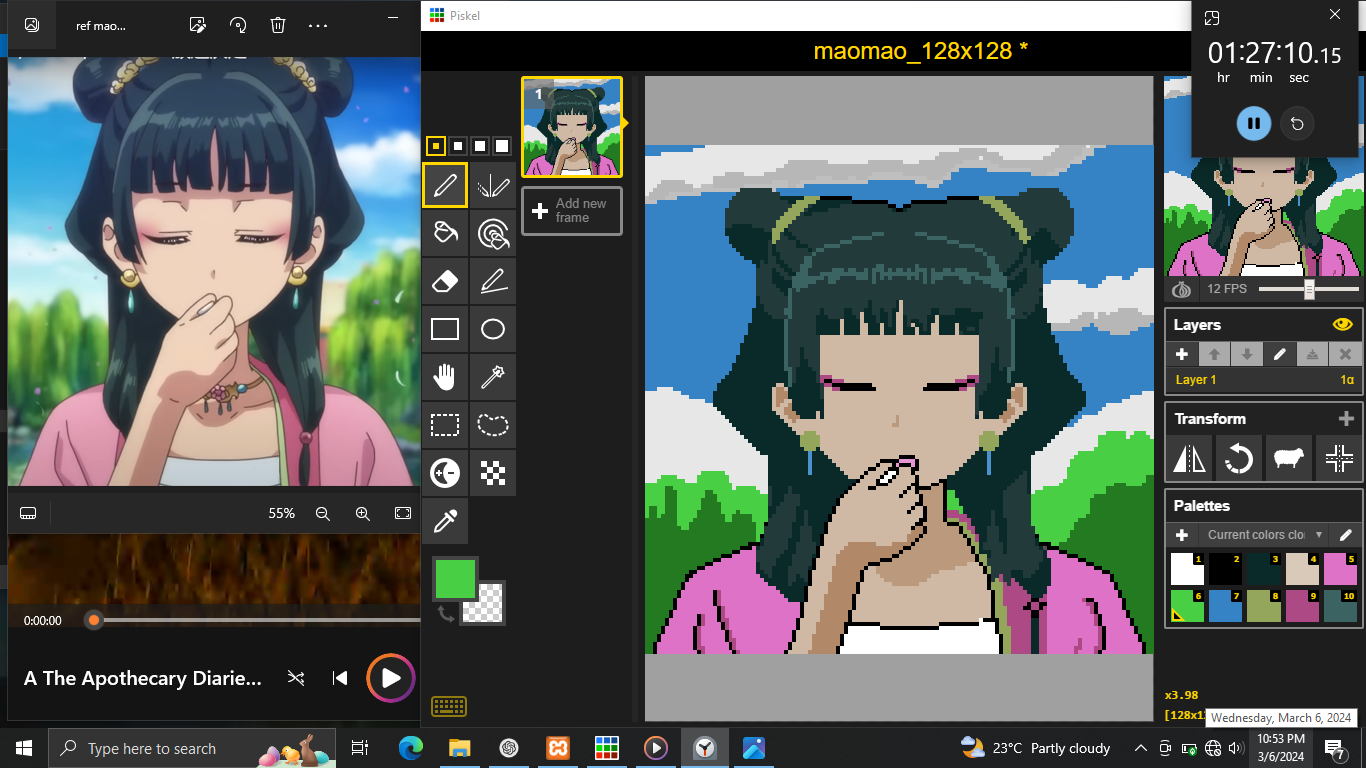 ref mao...
Piskel
maomao_128x128 *
01:27:10.15
hr min sec
1
Add new
frame
12 FPS
Layers
Layer 1
1α
Transform
Palettes
Current colors clo
1 2 3 4 5
6 7 8 9 10
55%
0:00:00
A The Apothecary Diarie...
x3.98
Wednesday, March 6, 2024
Type here to search
23°C Partly cloudy
10:53 PM
3/6/2024
7